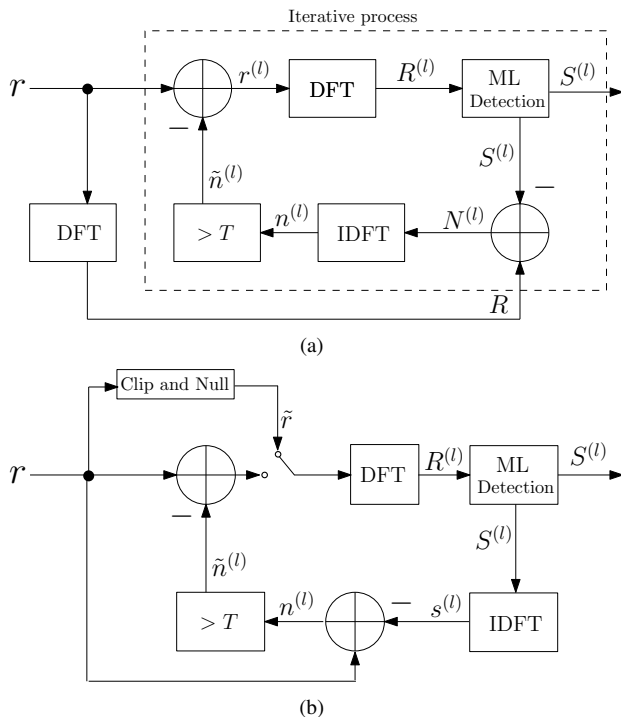 Iterative process
r
r^{(l)}
DFT
R^{(l)}
ML
Detection
S^{(l)}
−
ñ^{(l)}
S^{(l)}
−
DFT
> T
n^{(l)}
IDFT
N^{(l)}
R
(a)
Clip and Null
r̃
r
DFT
R^{(l)}
ML
Detection
S^{(l)}
−
ñ^{(l)}
S^{(l)}
> T
n^{(l)}
−
s^{(l)}
IDFT
(b)